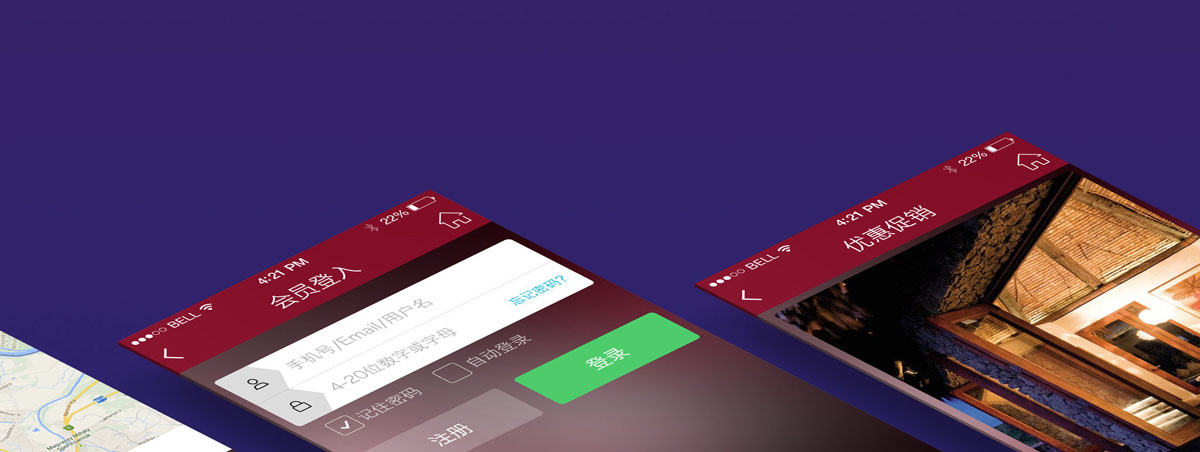 BELL
4:21 PM
22%
会员登入
手机号/Email/用户名
忘记密码?
4-20位数字或字母
记住密码
自动登录
注册
登录
BELL
4:21 PM
22%
优惠促销